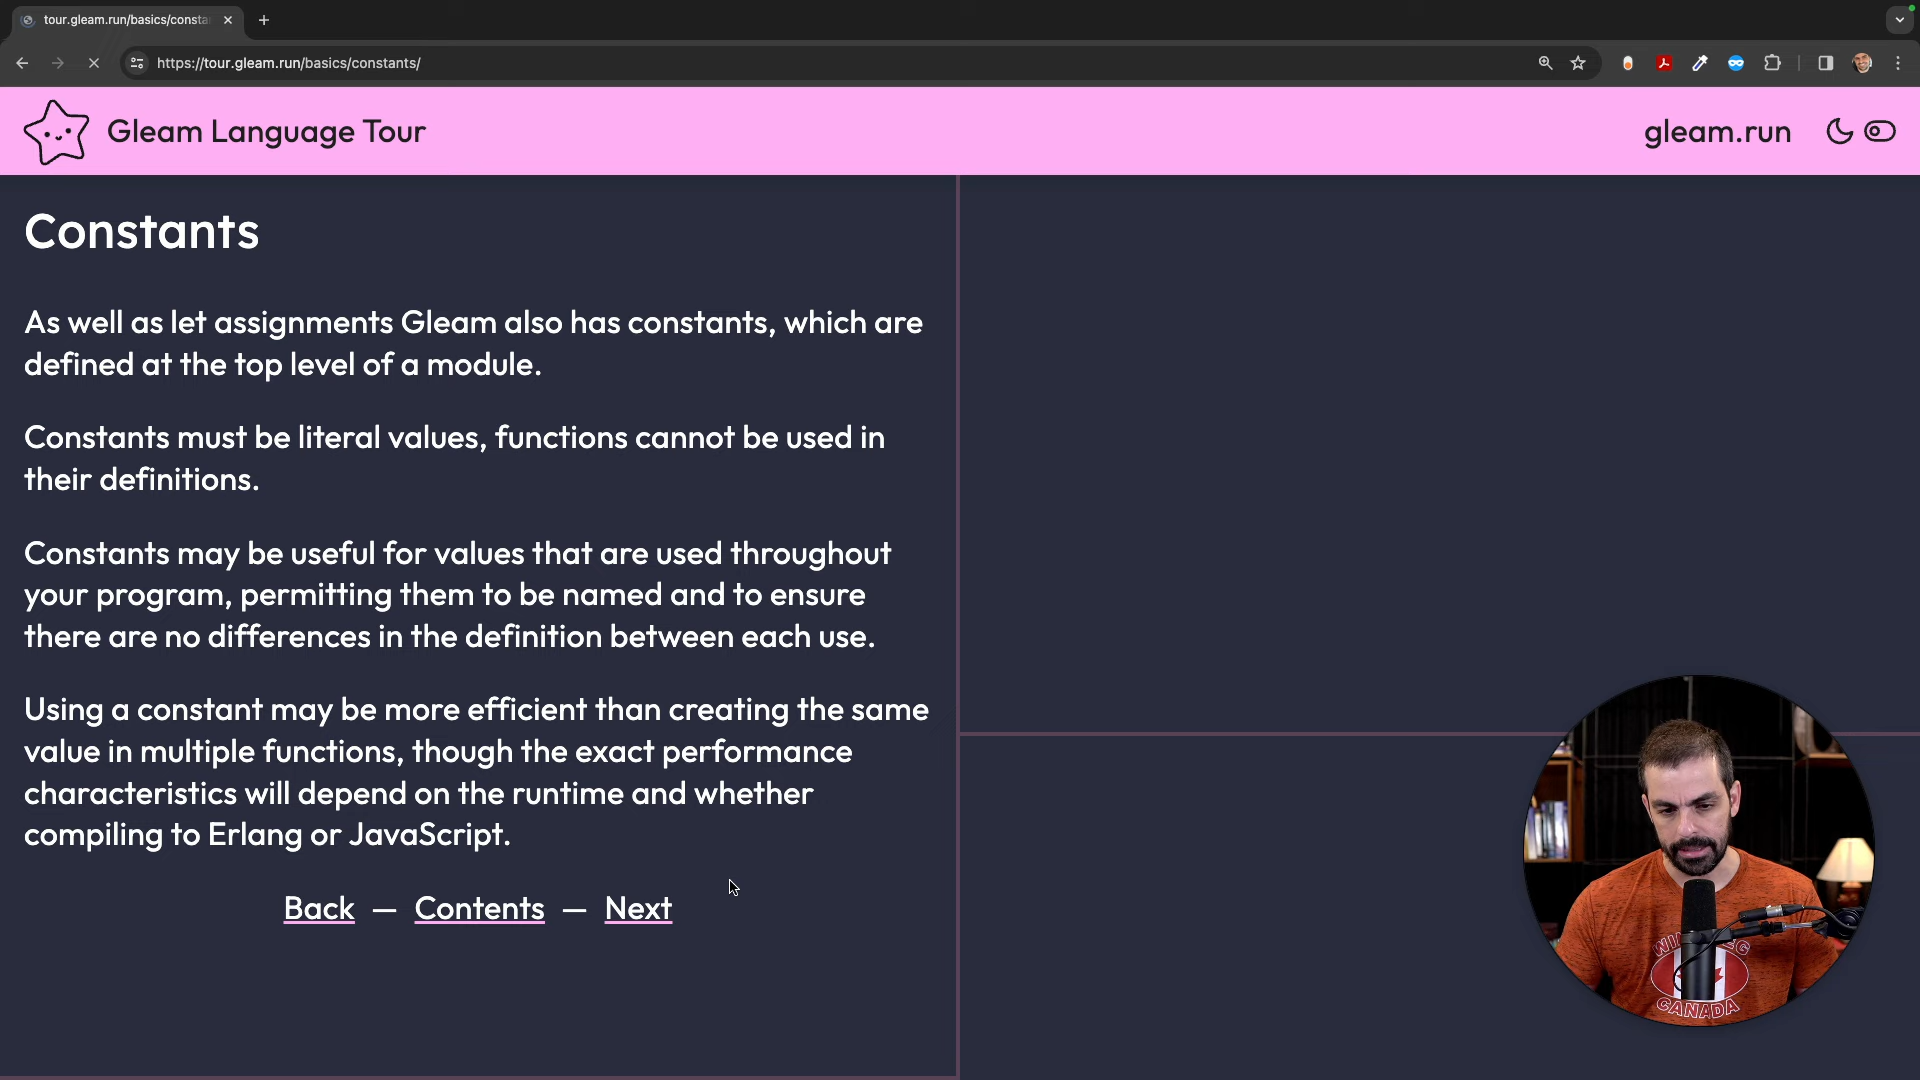 tour.gleam.run/basics/consta
https://tour.gleam.run/basics/constants/
Gleam Language Tour
gleam.run
Constants
As well as let assignments Gleam also has constants, which are
defined at the top level of a module.
Constants must be literal values, functions cannot be used in
their definitions.
Constants may be useful for values that are used throughout
your program, permitting them to be named and to ensure
there are no differences in the definition between each use.
Using a constant may be more efficient than creating the same
value in multiple functions, though the exact performance
characteristics will depend on the runtime and whether
compiling to Erlang or JavaScript.
Back — Contents — Next
CANADA